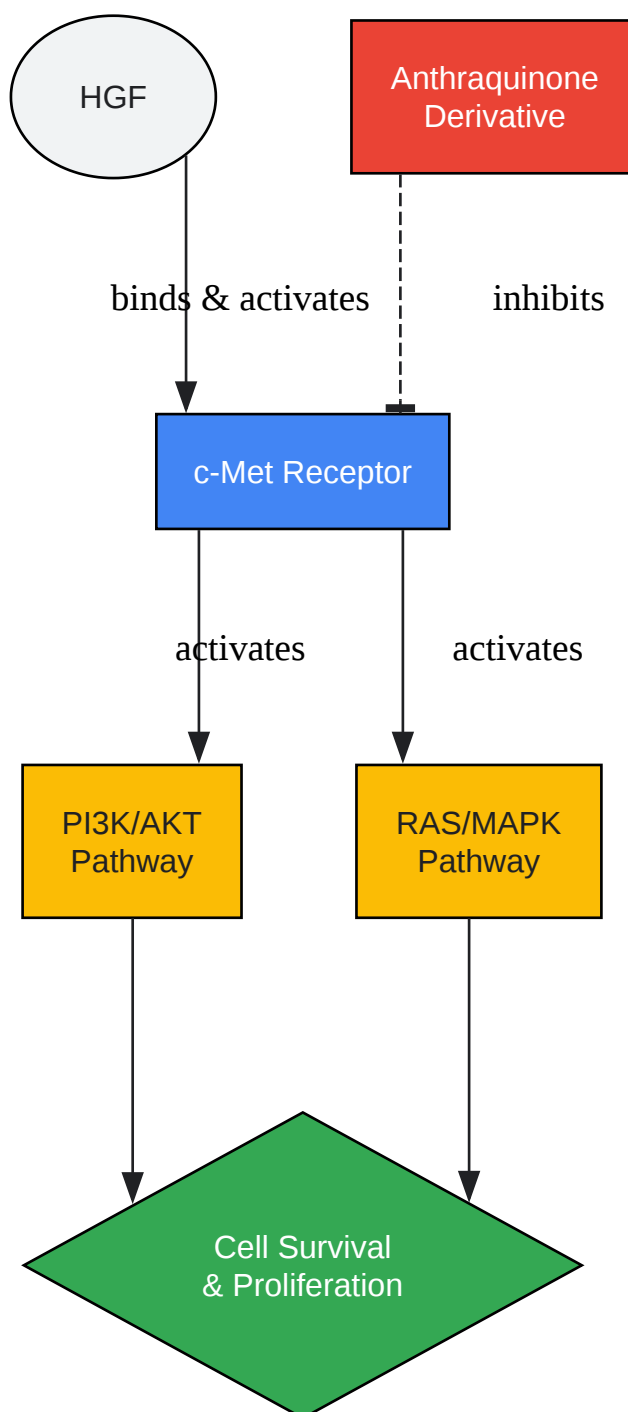 HGF
Anthraquinone
Derivative
binds & activates
inhibits
c-Met Receptor
activates
activates
PI3K/AKT
Pathway
RAS/MAPK
Pathway
Cell Survival
& Proliferation